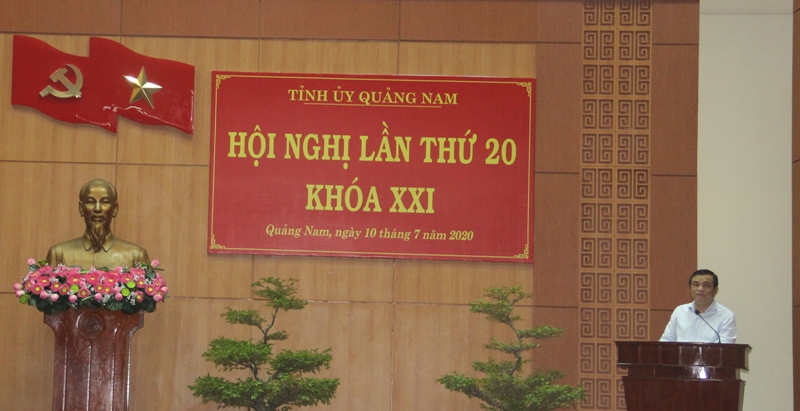 TỈNH ỦY QUẢNG NAM
HỘI NGHỊ LẦN THỨ 20
KHÓA XXI
Quảng Nam, ngày 10 tháng 7 năm 2020